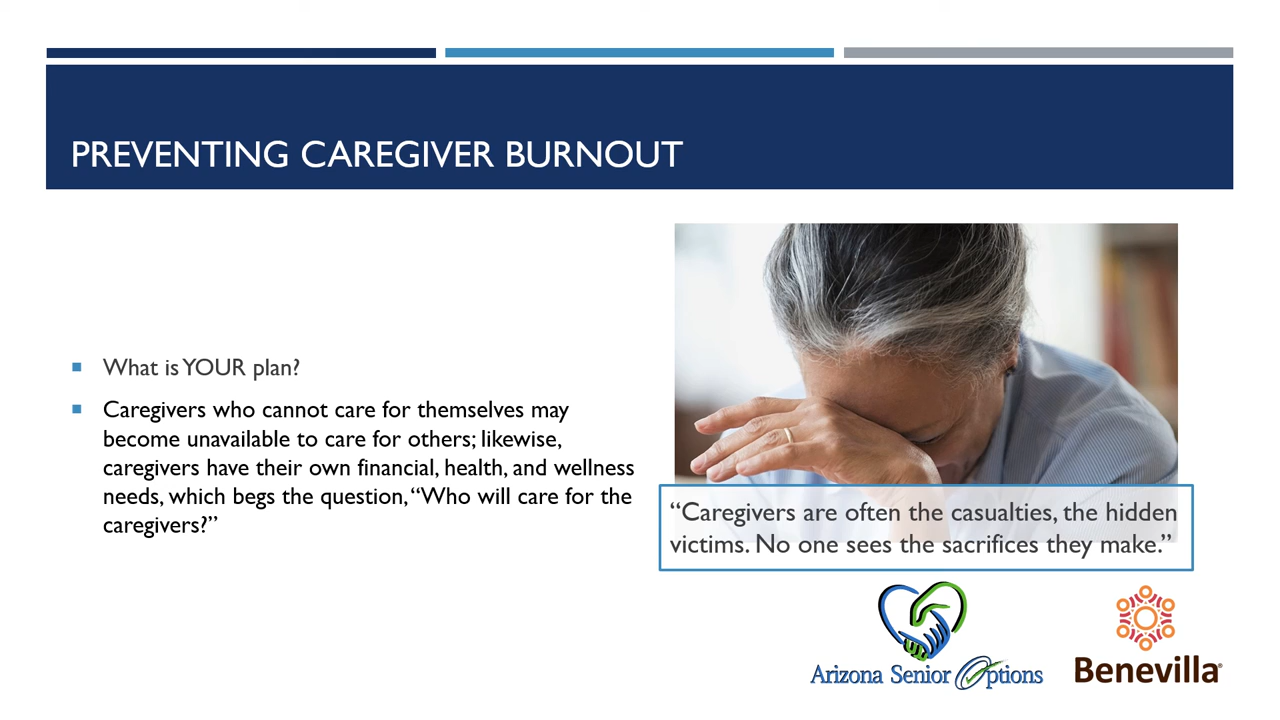 PREVENTING CAREGIVER BURNOUT
What is YOUR plan?
Caregivers who cannot care for themselves may
become unavailable to care for others; likewise,
caregivers have their own financial, health, and wellness
needs, which begs the question, “Who will care for the
caregivers?”
“Caregivers are often the casualties, the hidden
victims. No one sees the sacrifices they make.”
Arizona Senior Options
Benevilla®